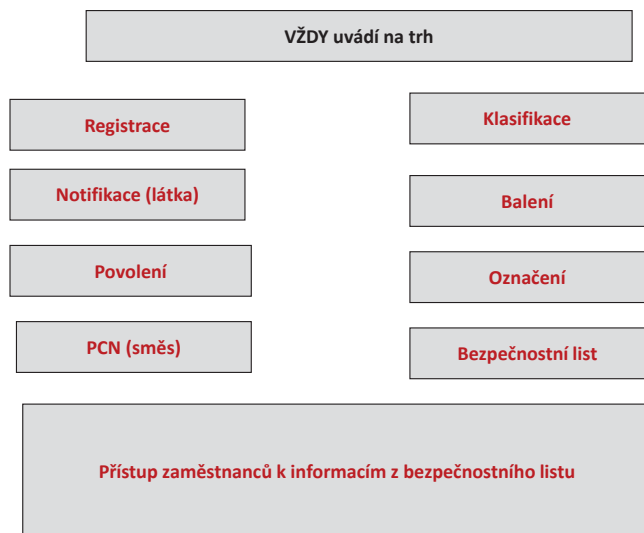 VŽDY uvádí na trh
Registrace
Klasifikace
Notifikace (látka)
Balení
Povolení
Označení
PCN (směs)
Bezpečnostní list
Přístup zaměstnanců k informacím z bezpečnostního listu